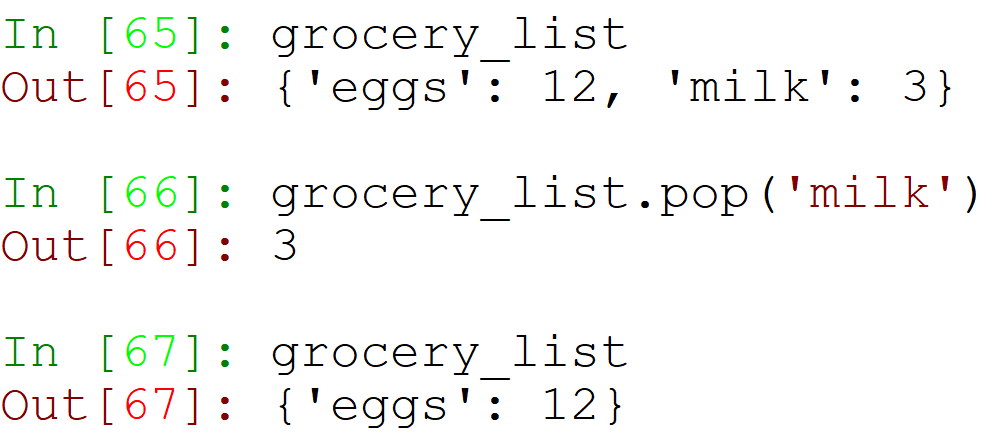 In [65]: grocery_list
Out[65]: {'eggs': 12, 'milk': 3}
In [66]: grocery_list.pop('milk')
Out[66]: 3
In [67]: grocery_list
Out[67]: {'eggs': 12}